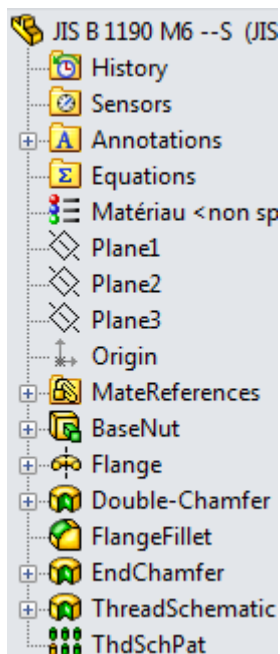 JIS B 1190 M6 --S (JIS
History
Sensors
Annotations
Equations
Matériau <non sp
Plane1
Plane2
Plane3
Origin
MateReferences
BaseNut
Flange
Double-Chamfer
FlangeFillet
EndChamfer
ThreadSchematic
ThdSchPat